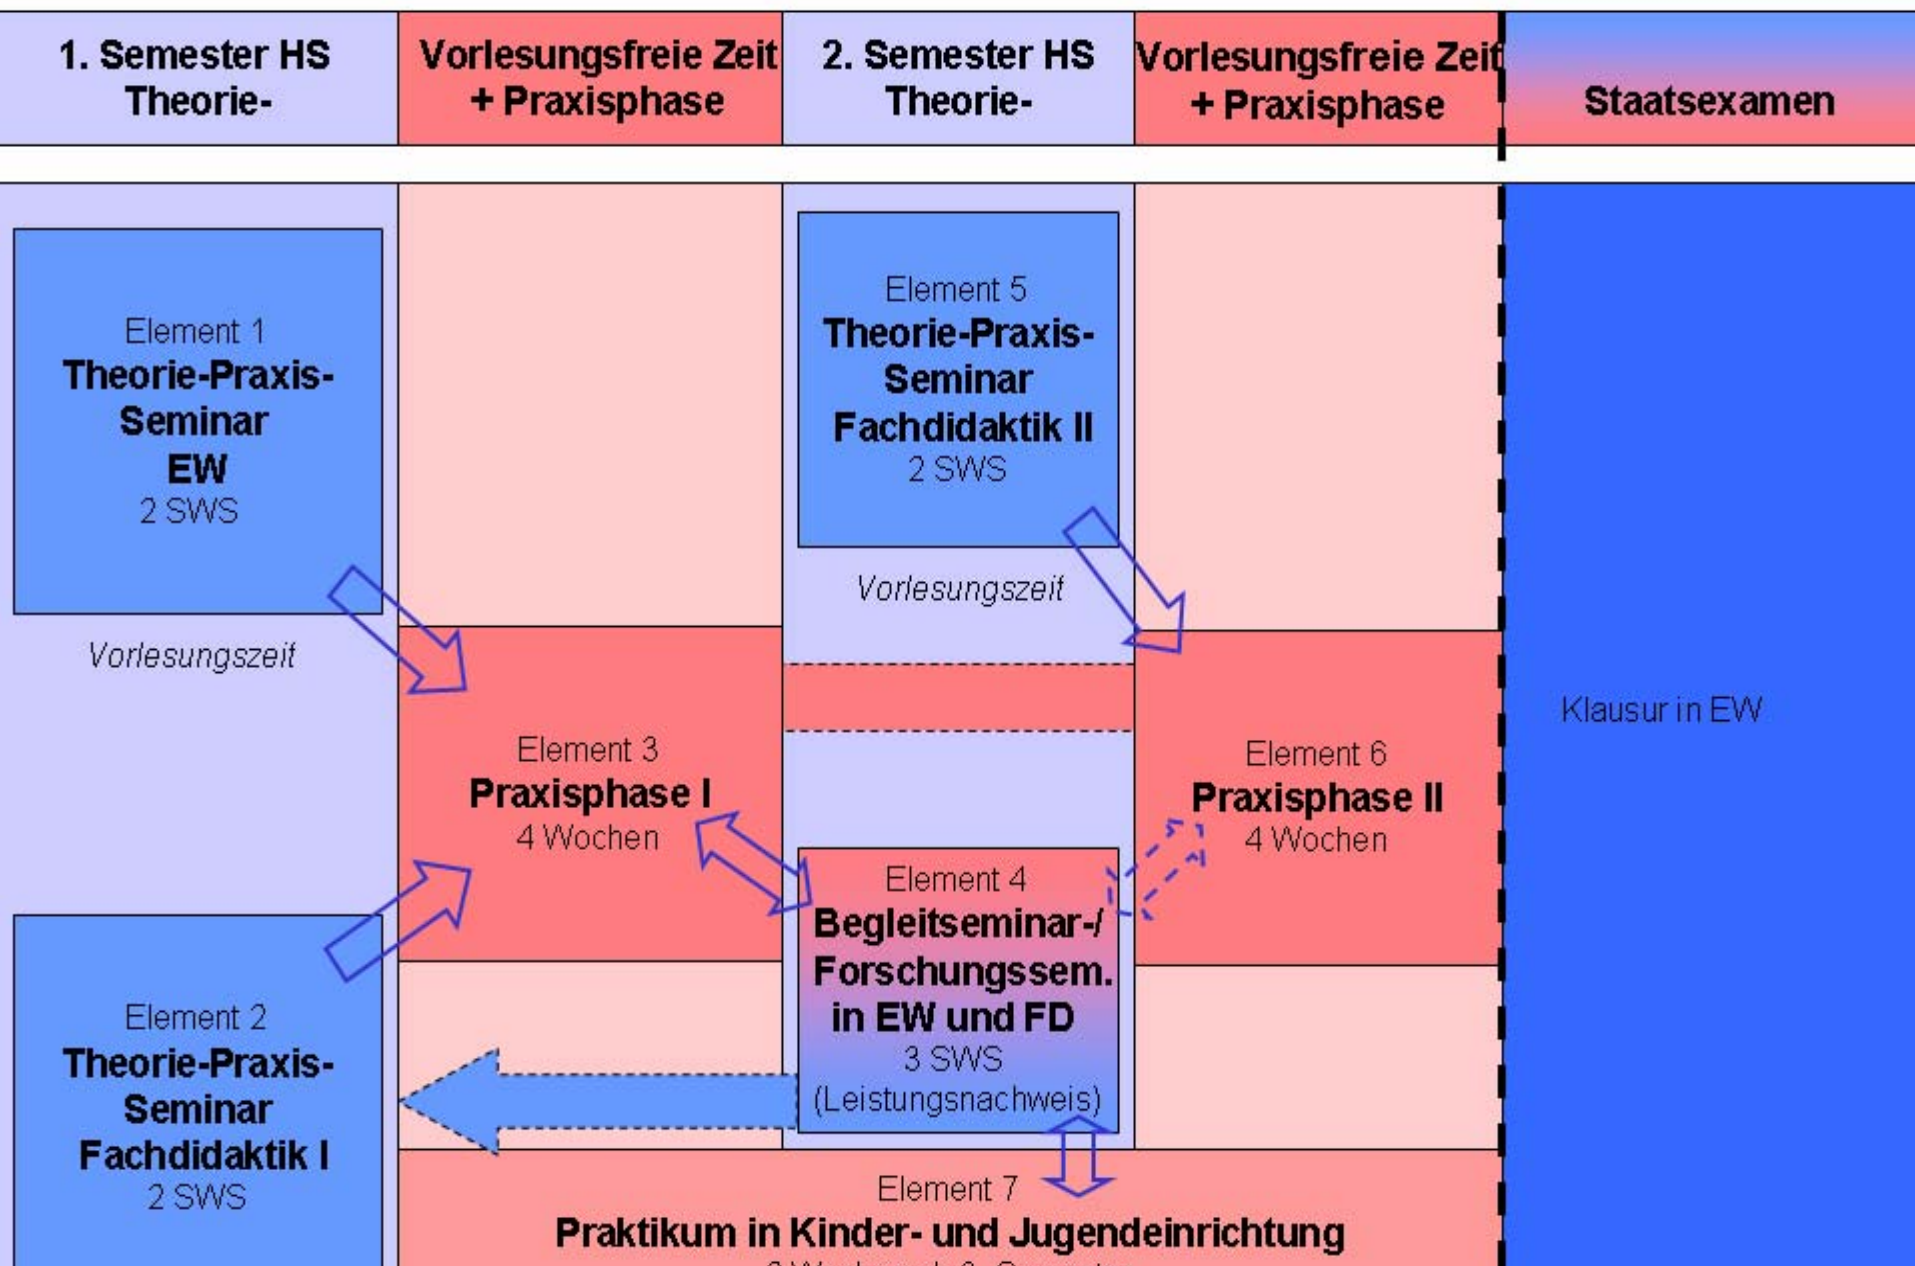 1. Semester HS
Theorie-
Vorlesungsfreie Zeit
+ Praxisphase
2. Semester HS
Theorie-
Vorlesungsfreie Zeit
+ Praxisphase
Staatsexamen
Element 1
Theorie-Praxis-
Seminar
EW
2 SWS
Vorlesungszeit
Element 2
Theorie-Praxis-
Seminar
Fachdidaktik I
2 SWS
Element 3
Praxisphase I
4 Wochen
Element 5
Theorie-Praxis-
Seminar
Fachdidaktik II
2 SWS
Vorlesungszeit
Element 4
Begleitseminar-/
Forschungssem.
in EW und FD
3 SWS
(Leistungsnachweis)
Element 6
Praxisphase II
4 Wochen
Klausur in EW
Element 7
Praktikum in Kinder- und Jugendeinrichtung